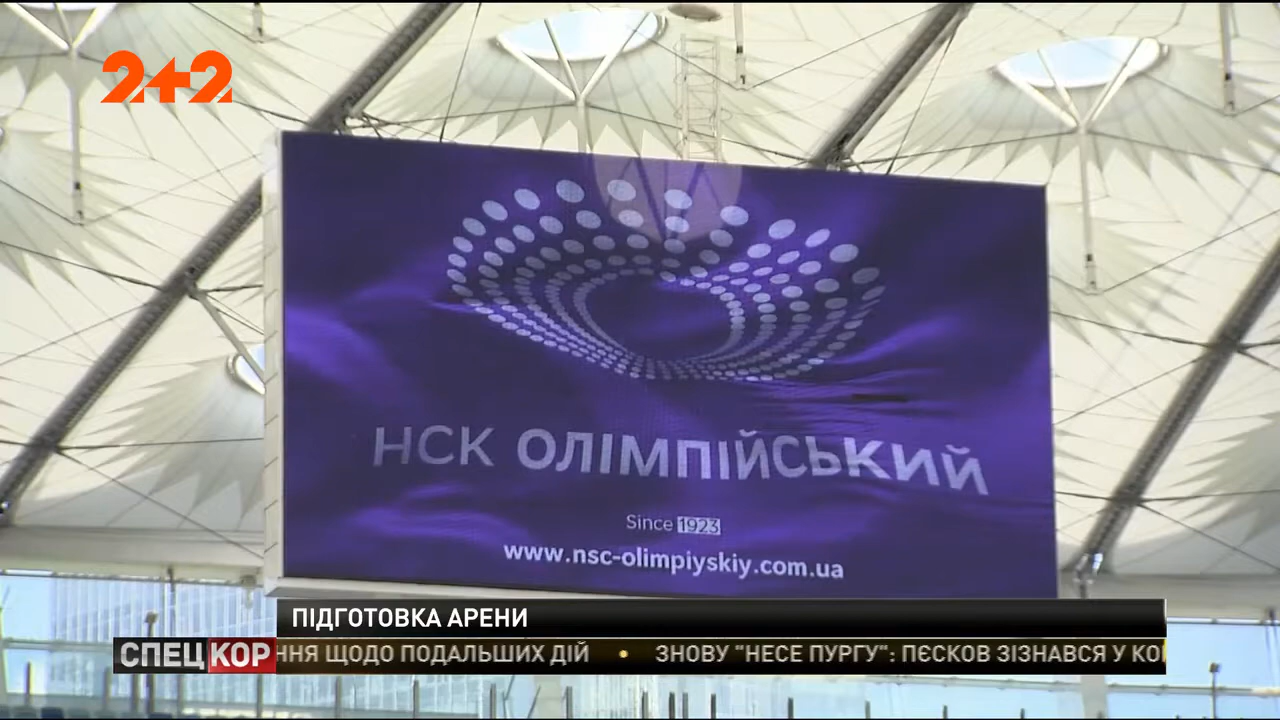 2+2
НСК ОЛІМПІЙСЬКИЙ
Since 1923
www.nsc-olimpiyskiy.com.ua
ПІДГОТОВКА АРЕНИ
СПЕЦКОР
ННЯ ЩОДО ПОДАЛЬШИХ ДІЙ • ЗНОВУ "НЕСЕ ПУРГУ": ПЄСКОВ ЗІЗНАВСЯ У